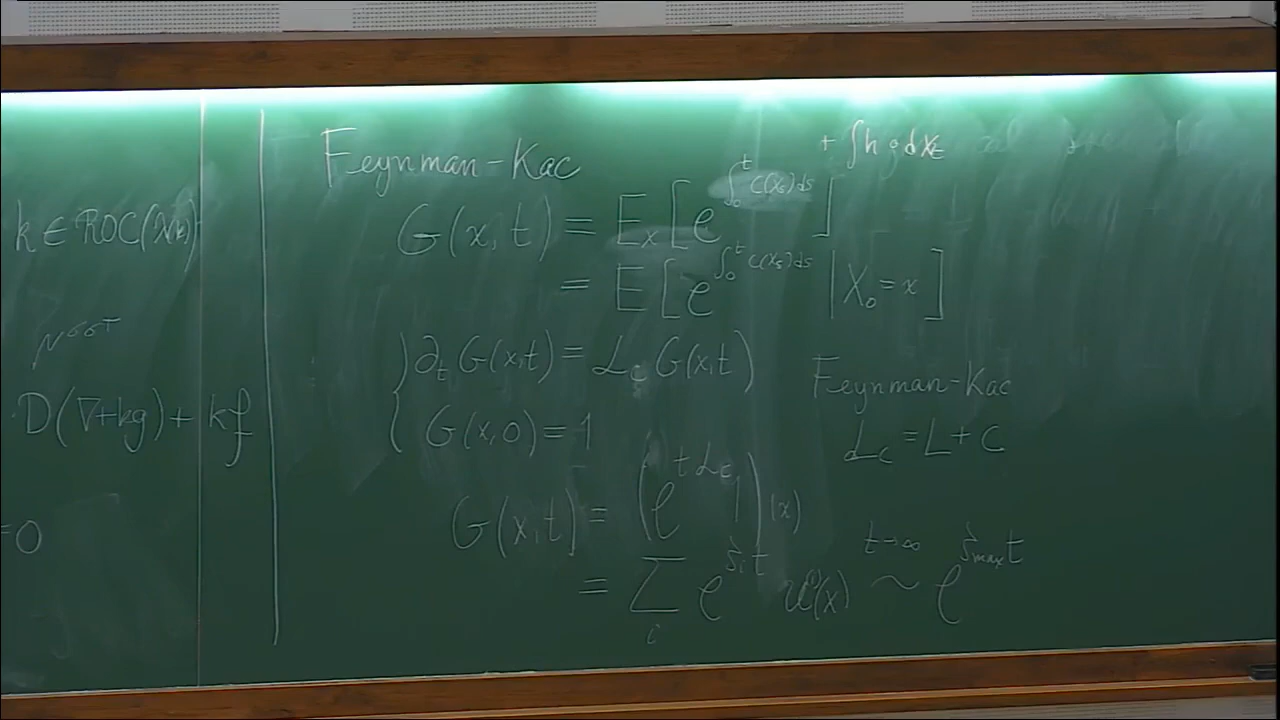 k ∈ ROC(λ_k)
D(∇+kg)+kf
=0
Feynman-Kac
+ ∫h∘dX_t
G(x,t) = E_x[e^{∫_0^t C(X_s)ds}]
= E[e^{∫_0^t C(X_s)ds} | X_0 = x]
∂_t G(x,t) = ℒ_C G(x,t)
G(x,0)=1
Feynman-Kac
ℒ_C = L + C
G(x,t) = (e^{tℒ_C} 1)(x)
= Σ_i e^{ζ_i t} u^i(x) ~^{t→∞} e^{ζ_max t}